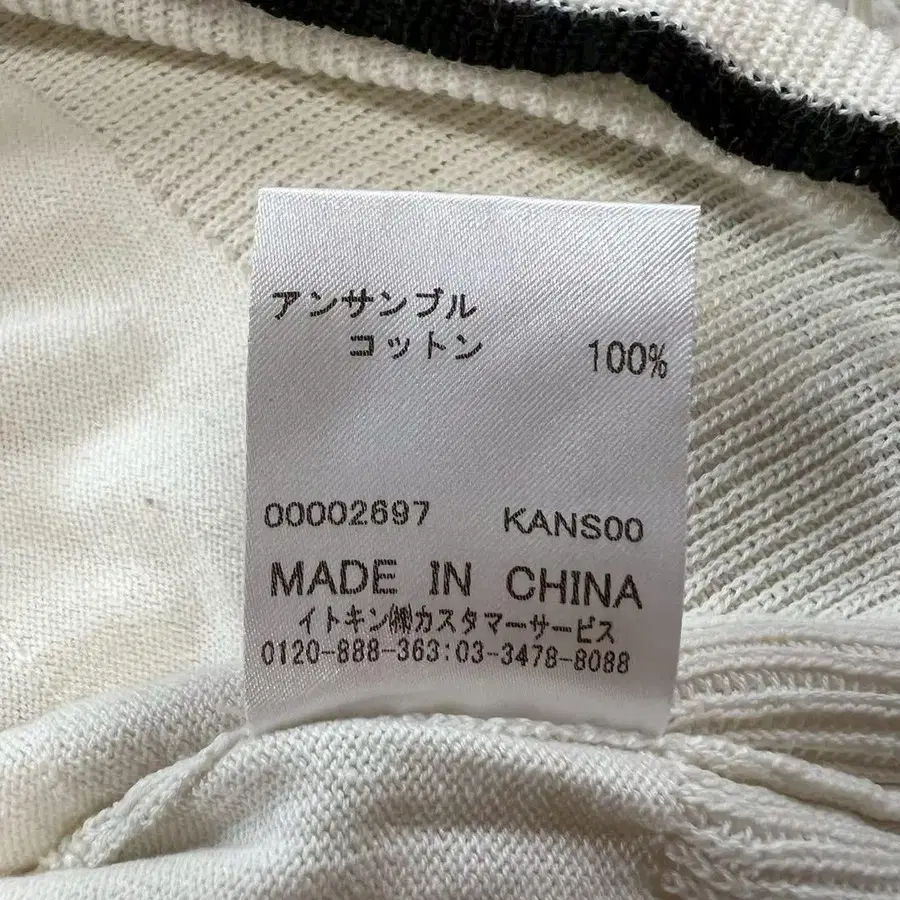 アンサンブル
コットン 100%
00002697 KANSOO
MADE IN CHINA
イトキン㈱カスタマーサービス
0120-888-363:03-3478-8088